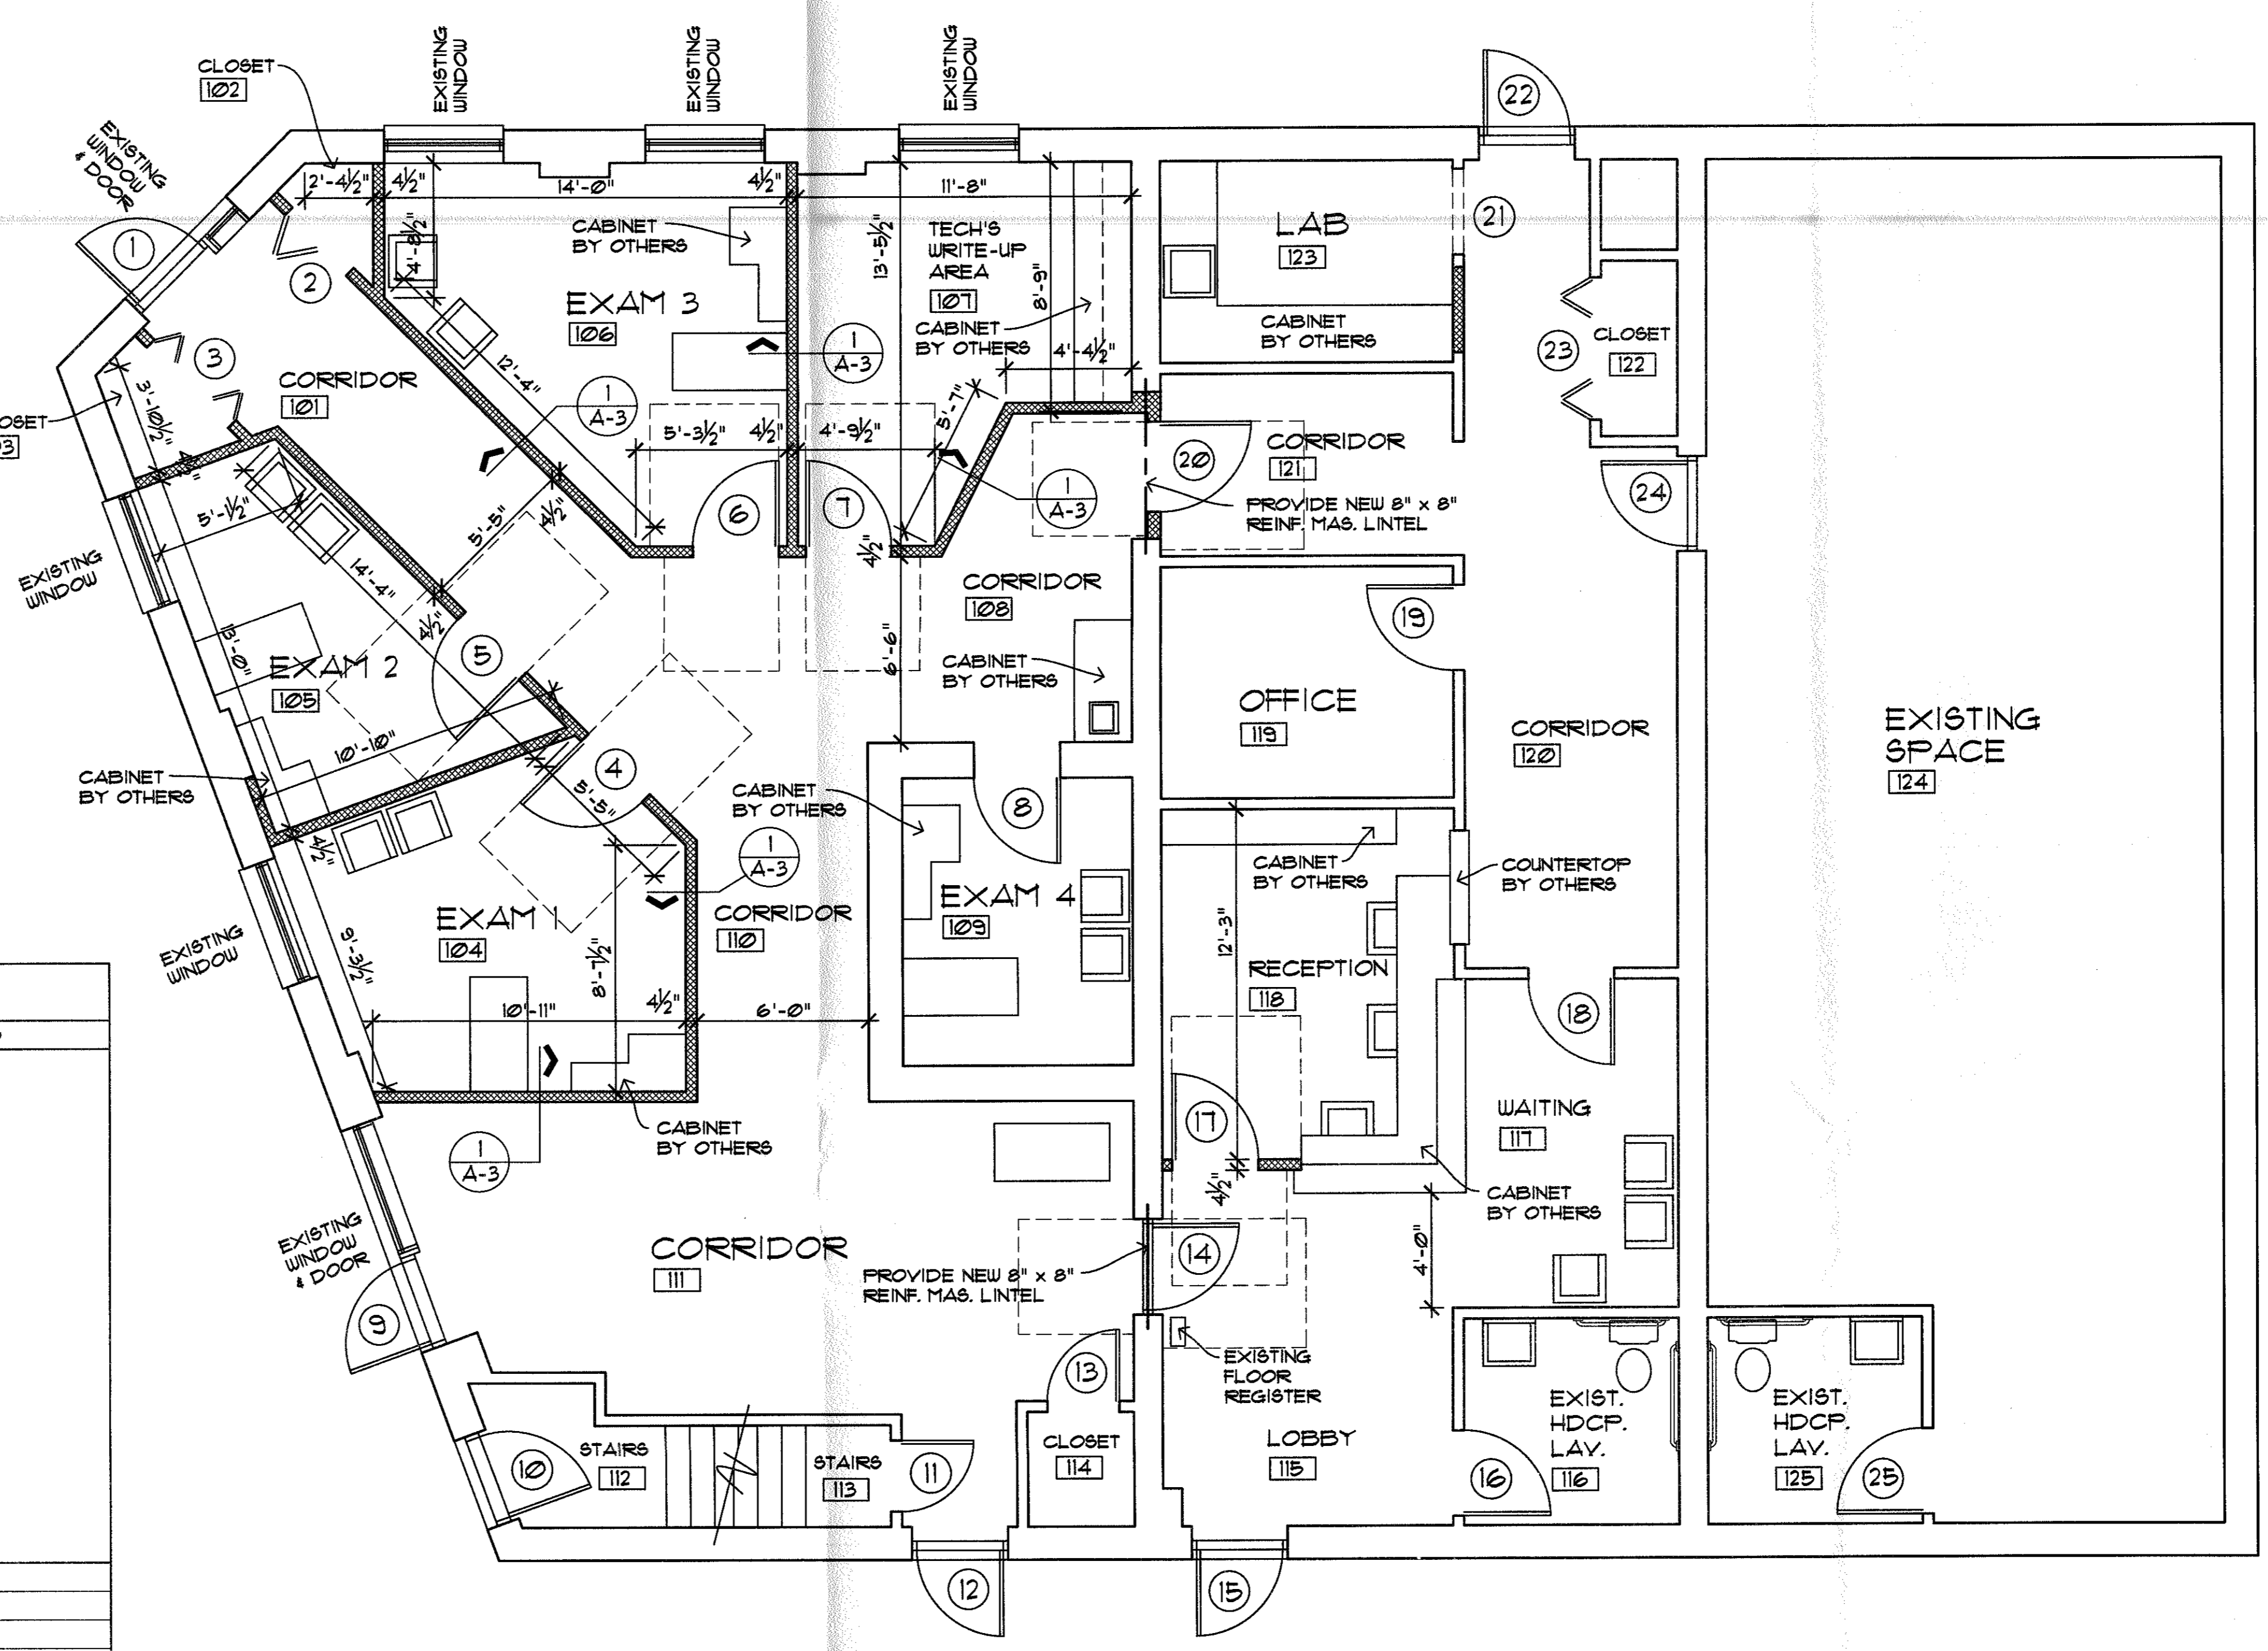 CLOSET
102
EXISTING
WINDOW
EXISTING
WINDOW
EXISTING
WINDOW
22
EXISTING
WINDOW
& DOOR
1
2'-4½"
4½"
14'-0"
4½"
11'-8"
4'-8½"
CABINET
BY OTHERS
13'-5½"
TECH'S
WRITE-UP
AREA
107
8'-9"
LAB
123
21
2
EXAM 3
106
CABINET
BY OTHERS
CABINET
BY OTHERS
CLOSET
122
23
3
1
A-3
4'-4½"
CORRIDOR
101
12'-4"
1
A-3
3'-10½"
OSET
03
5'-3½"
4½"
4'-9½"
5'-7"
CORRIDOR
121
20
4½"
24
5'-1½"
5'-5"
4½"
6
7
1
A-3
PROVIDE NEW 8" x 8"
REINF. MAS. LINTEL
4½"
EXISTING
WINDOW
14'-4"
CORRIDOR
108
19
4½"
13'-0"
5
6'-6"
EXAM 2
105
CABINET
BY OTHERS
OFFICE
119
CORRIDOR
120
EXISTING
SPACE
124
10'-10"
4
CABINET
BY OTHERS
5'-5"
CABINET
BY OTHERS
8
4½"
1
A-3
CABINET
BY OTHERS
COUNTERTOP
BY OTHERS
EXAM 1
104
CORRIDOR
110
EXAM 4
109
EXISTING
WINDOW
9'-3½"
8'-7½"
12'-3"
RECEPTION
118
10'-11"
4½"
6'-0"
18
17
WAITING
117
CABINET
BY OTHERS
1
A-3
4½"
CABINET
BY OTHERS
EXISTING
WINDOW
& DOOR
CORRIDOR
111
PROVIDE NEW 8" x 8"
REINF. MAS. LINTEL
14
4'-0"
9
13
EXISTING
FLOOR
REGISTER
EXIST.
HDCP.
LAV.
116
EXIST.
HDCP.
LAV.
125
10
STAIRS
112
STAIRS
113
11
CLOSET
114
LOBBY
115
16
25
12
15